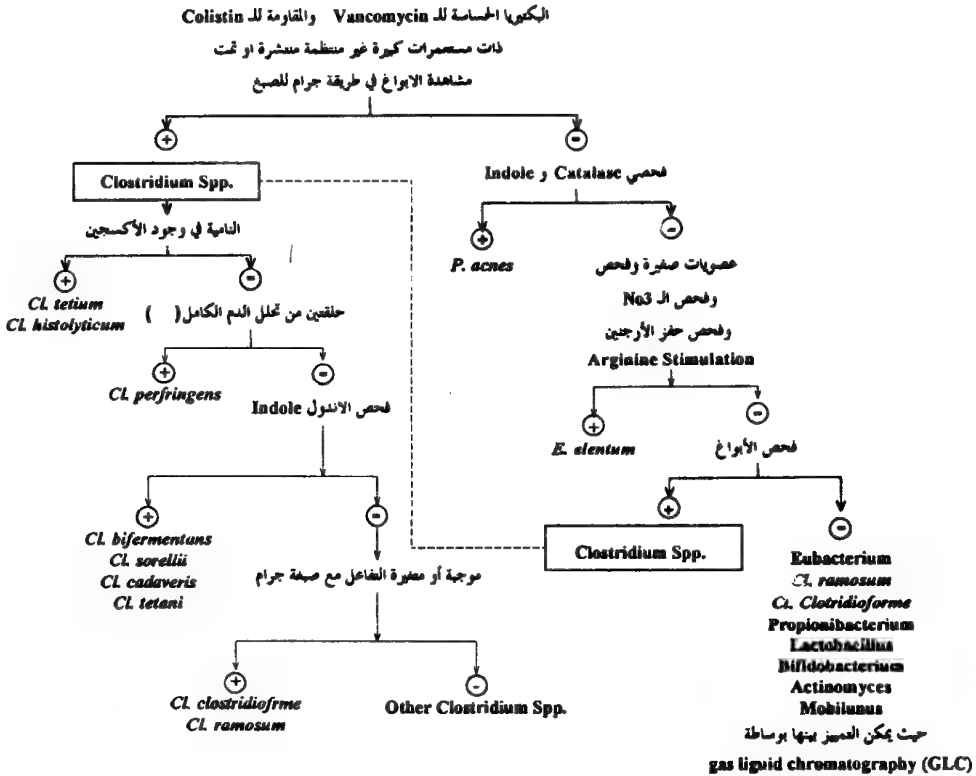 البكتيريا الحساسة للـ Vancomycin والمقاومة للـ Colistin
ذات مستعمرات كبيرة غير منتظمة منتشرة او تمت
مشاهدة الابواغ في طريقة جرام للصبغ
+
-
Clostridium Spp.
فحصي Catalase و Indole
النامية في وجود الأكسجين
+
-
P. acnes
عصويات صغيرة وفحص
وفحص الـ No3
وفحص حفز الأرجنين
Arginine Stimulation
+
-
Cl. tetium
Cl. histolyticum
حلقتين من تحلل الدم الكامل ( )
+
-
Cl. perfringens
فحص الاندول Indole
+
-
E. elentum
فحص الأبواغ
+
-
Cl. bifermentans
Cl. sorellii
Cl. cadaveris
Cl. tetani
+
-
Clostridium Spp.
Eubacterium
Cl. ramosum
Cl. Clotridioforme
Propionibacterium
Lactobacillus
Bifidobacterium
Actinomyces
Mobilunus
حيث يمكن التمييز بينها بوساطة
gas liguid chromatography (GLC)
موجبة أو متغيرة التفاعل مع صبغة جرام
+
-
Cl. clostridiofrme
Cl. ramosum
Other Clostridium Spp.